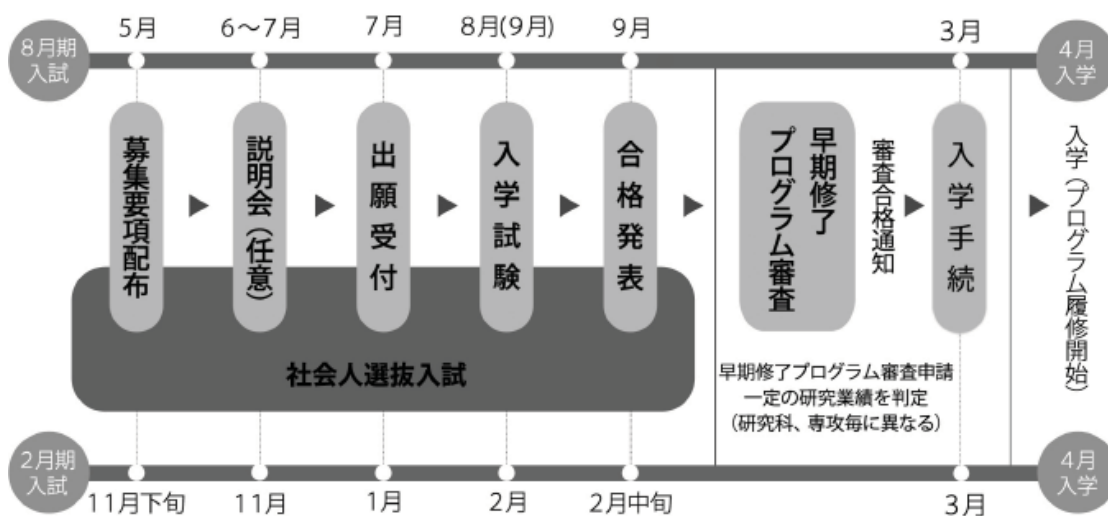 5月
6〜7月
7月
8月(9月)
9月
3月
8月期
入試
4月
入学
募集要項配布
説明会(任意)
出願受付
入学試験
合格発表
早期修了
プログラム審査
審査合格通知
入学手続
入学(プログラム履修開始)
社会人選抜入試
早期修了プログラム審査申請
一定の研究業績を判定
(研究科、専攻毎に異なる)
2月期
入試
4月
入学
11月下旬
11月
1月
2月
2月中旬
3月